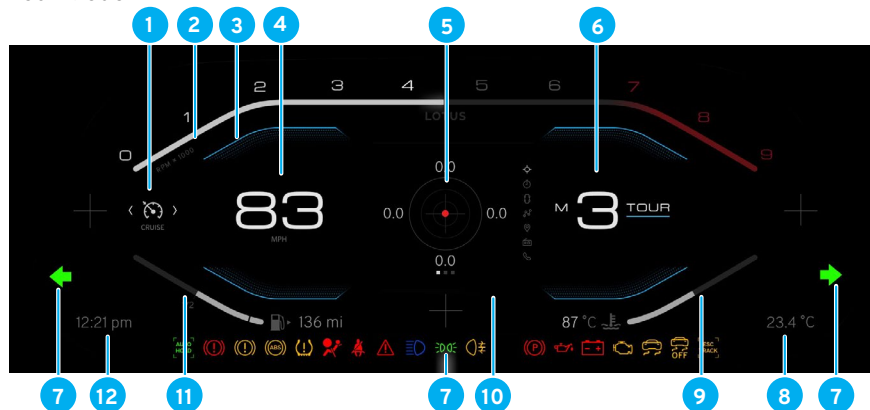 1 2 3 4 5 6
0 1 2 3 4 5 6 7 8 9
RPM x 1000
LOTUS
0.0
CRUISE
83
MPH
0.0 0.0
M 3 TOUR
0.0
12:21 pm
136 mi
87 °C
23.4 °C
AUTO HOLD
ABS
P
OFF
7 12 11 7 10 9 8 7